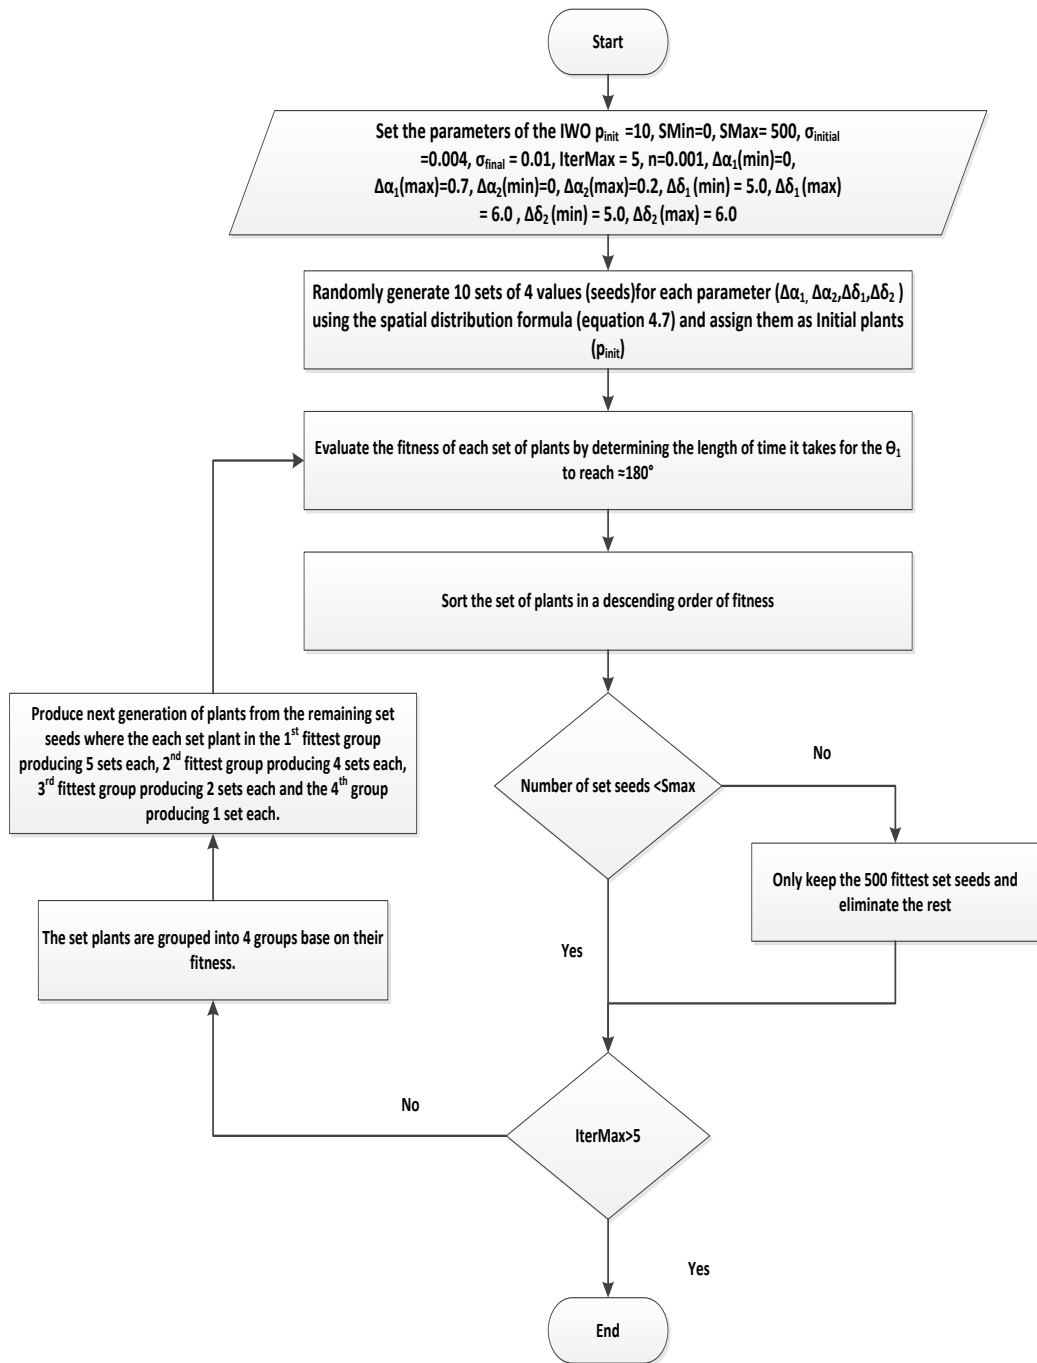 Start
Set the parameters of the IWO pinit =10, SMin=0, SMax= 500, σinitial
=0.004, σfinal = 0.01, IterMax = 5, n=0.001, Δα1(min)=0,
Δα1(max)=0.7, Δα2(min)=0, Δα2(max)=0.2, Δδ1 (min) = 5.0, Δδ1 (max)
= 6.0 , Δδ2 (min) = 5.0, Δδ2 (max) = 6.0
Randomly generate 10 sets of 4 values (seeds)for each parameter (Δα1, Δα2,Δδ1,Δδ2 )
using the spatial distribution formula (equation 4.7) and assign them as Initial plants
(pinit)
Evaluate the fitness of each set of plants by determining the length of time it takes for the Ө1
to reach ≈180°
Sort the set of plants in a descending order of fitness
Number of set seeds <Smax
No
Only keep the 500 fittest set seeds and
eliminate the rest
Yes
IterMax>5
No
The set plants are grouped into 4 groups base on their
fitness.
Produce next generation of plants from the remaining set
seeds where the each set plant in the 1st fittest group
producing 5 sets each, 2nd fittest group producing 4 sets each,
3rd fittest group producing 2 sets each and the 4th group
producing 1 set each.
Yes
End